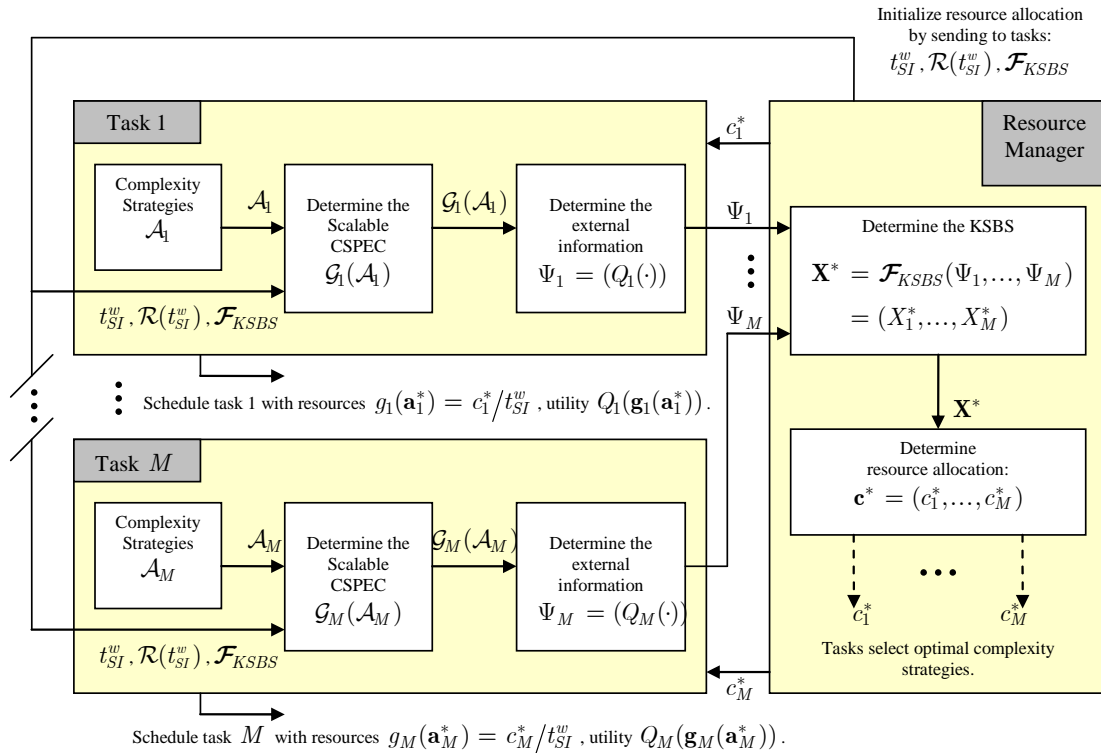 Initialize resource allocation
by sending to tasks:
t_{SI}^w, ℛ(t_{SI}^w), 𝓕_{KSBS}
Task 1
Resource
Manager
c_1^*
Complexity
Strategies
𝒜_1
𝒜_1
Determine the
Scalable
CSPEC
𝒢_1(𝒜_1)
𝒢_1(𝒜_1)
Determine the
external
information
Ψ_1 = (Q_1(·))
Ψ_1
Ψ_M
t_{SI}^w, ℛ(t_{SI}^w), 𝓕_{KSBS}
Determine the KSBS
𝐗^* = 𝓕_{KSBS}(Ψ_1,...,Ψ_M)
= (X_1^*,...,X_M^*)
𝐗^*
Schedule task 1 with resources g_1(𝐚_1^*) = c_1^*/t_{SI}^w, utility Q_1(𝐠_1(𝐚_1^*)).
Task M
Complexity
Strategies
𝒜_M
𝒜_M
Determine the
Scalable
CSPEC
𝒢_M(𝒜_M)
𝒢_M(𝒜_M)
Determine the
external
information
Ψ_M = (Q_M(·))
t_{SI}^w, ℛ(t_{SI}^w), 𝓕_{KSBS}
Determine
resource allocation:
𝐜^* = (c_1^*,...,c_M^*)
c_1^*
c_M^*
Tasks select optimal complexity
strategies.
c_M^*
Schedule task M with resources g_M(𝐚_M^*) = c_M^*/t_{SI}^w, utility Q_M(𝐠_M(𝐚_M^*)).